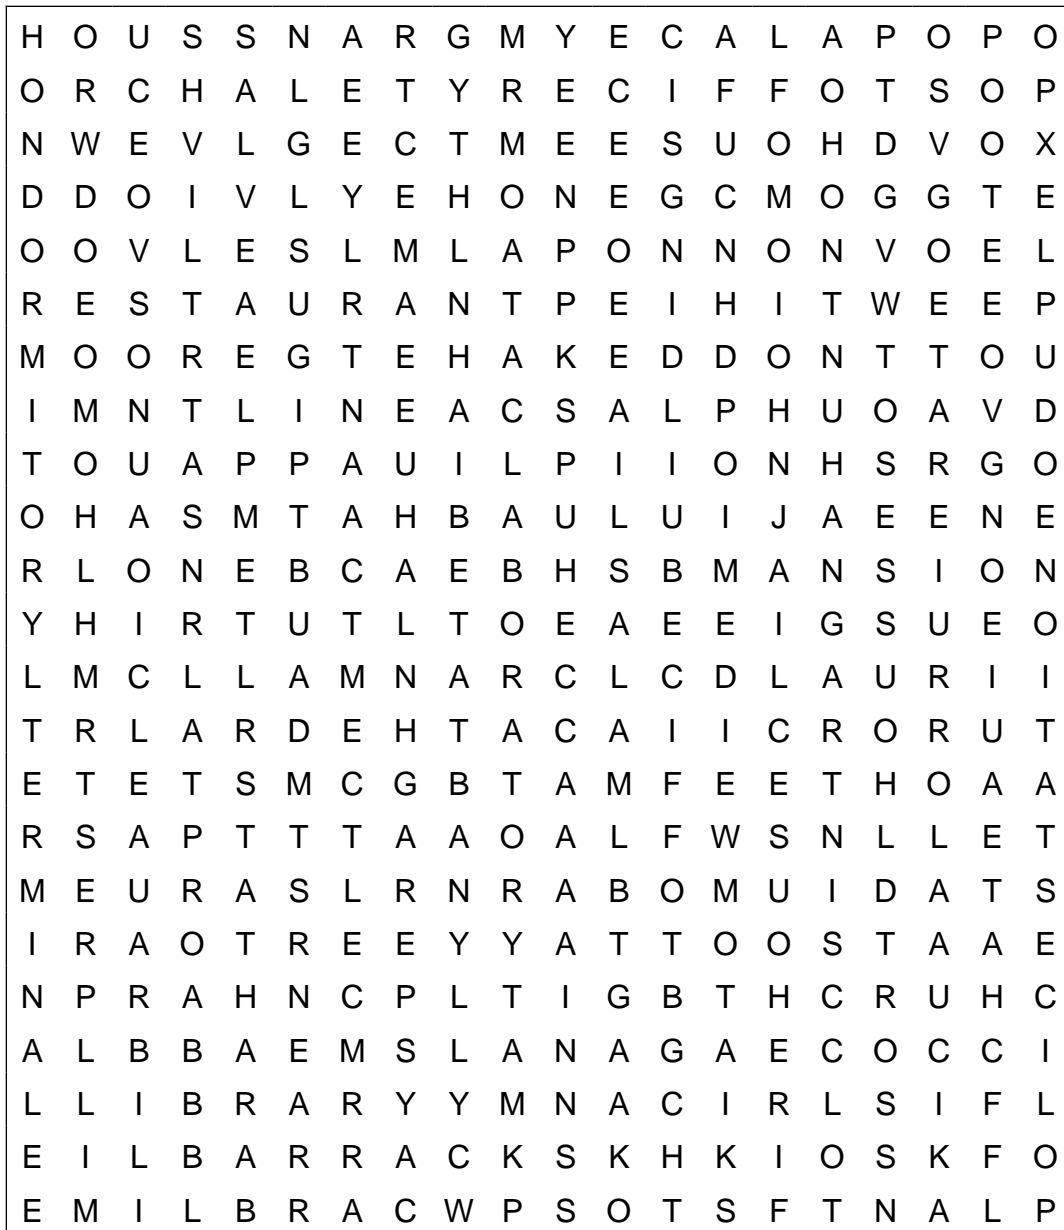 H O U S S N A R G M Y E C A L A P O P O
O R C H A L E T Y R E C I F F O T S O P
N W E V L G E C T M E E S U O H D V O X
D D O I V L Y E H O N E G C M O G G T E
O O V L E S L M L A P O N N O N V O E L
R E S T A U R A N T P E I H I T W E E P
M O O R E G T E H A K E D D O N T T O U
I M N T L I N E A C S A L P H U O A V D
T O U A P P A U I L P I I O N H S R G O
O H A S M T A H B A U L U I J A E E N E
R L O N E B C A E B H S B M A N S I O N
Y H I R T U T L T O E A E E I G S U E O
L M C L L A M N A R C L C D L A U R I I
T R L A R D E H T A C A I I C R O R U T
E T E T S M C G B T A M F E E T H O A A
R S A P T T T A A O A L F W S N L L E T
M E U R A S L R N R A B O M U I D A T S
I R A O T R E E Y Y A T T O O S T A A E
N P R A H N C P L T I G B T H C R U H C
A L B B A E M S L A N A G A E C O C C I
L L I B R A R Y Y M N A C I R L S I F L
E I L B A R R A C K S K H K I O S K F O
E M I L B R A C W P S O T S F T N A L P